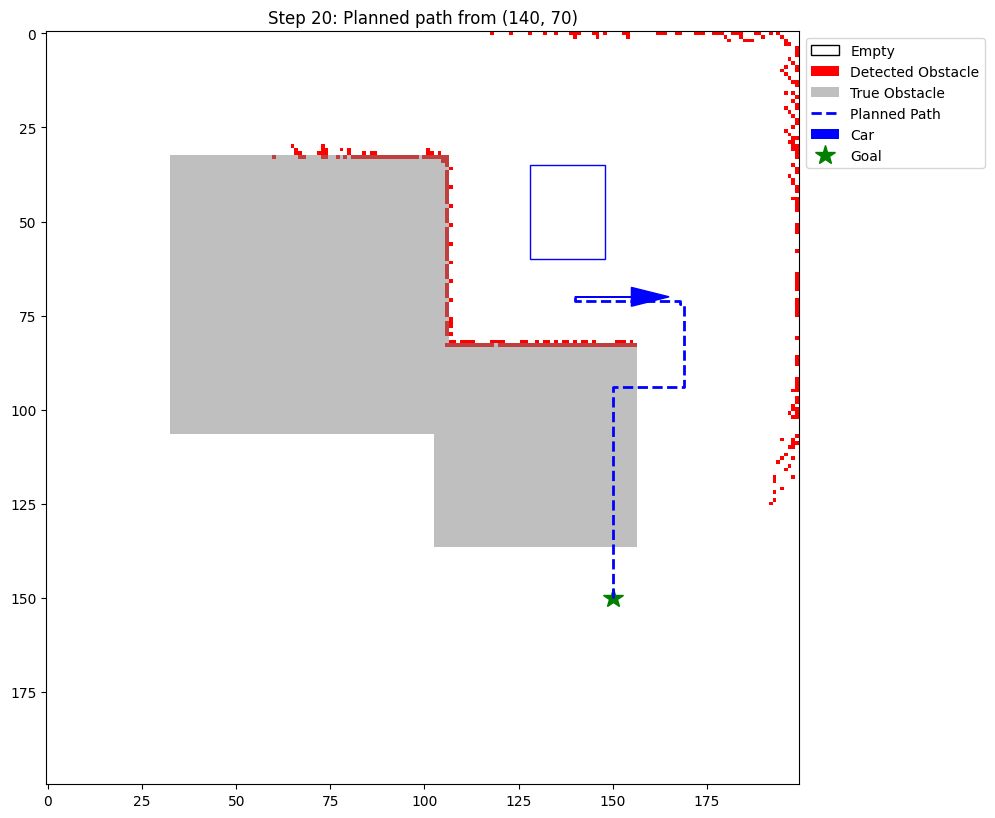 Step 20: Planned path from (140, 70)
Empty
Detected Obstacle
True Obstacle
Planned Path
Car
Goal
0
25
50
75
100
125
150
175
0 25 50 75 100 125 150 175